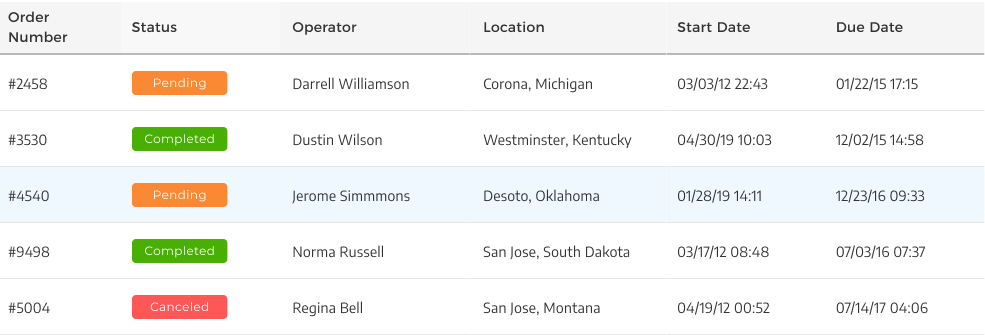 Order Number Status Operator Location Start Date Due Date
#2458 Pending Darrell Williamson Corona, Michigan 03/03/12 22:43 01/22/15 17:15
#3530 Completed Dustin Wilson Westminster, Kentucky 04/30/19 10:03 12/02/15 14:58
#4540 Pending Jerome Simmmons Desoto, Oklahoma 01/28/19 14:11 12/23/16 09:33
#9498 Completed Norma Russell San Jose, South Dakota 03/17/12 08:48 07/03/16 07:37
#5004 Canceled Regina Bell San Jose, Montana 04/19/12 00:52 07/14/17 04:06